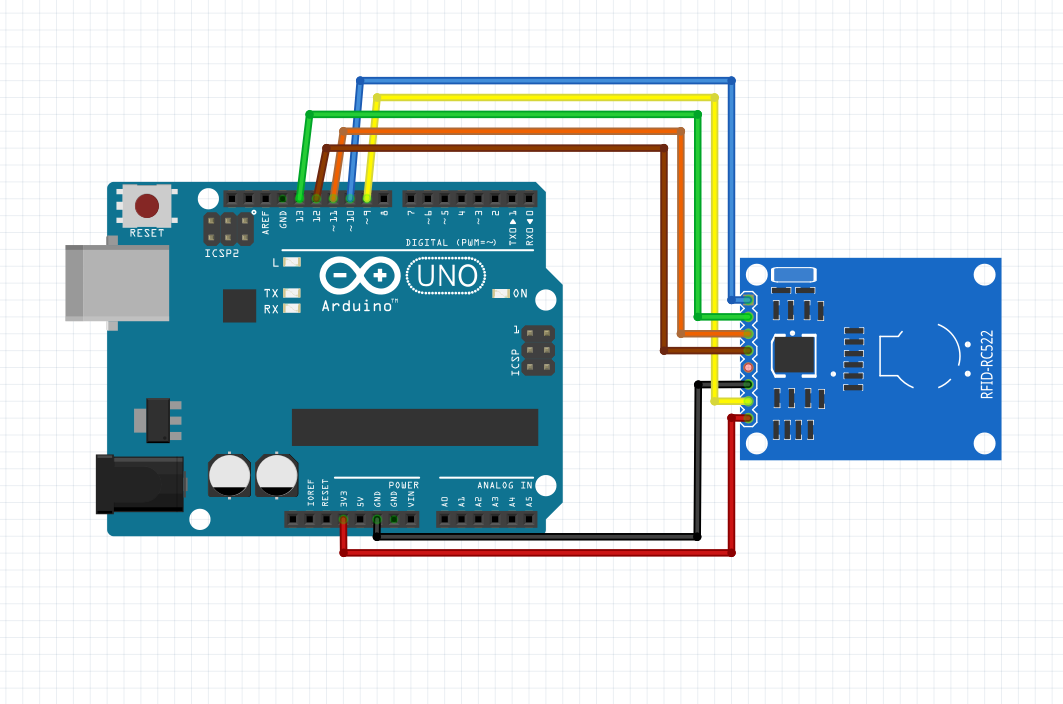 RESET
ICSP2
AREF
GND
13
12
~11
~10
~9
8
7
~6
~5
4
~3
2
TX0▶1
RX0◀0
DIGITAL (PWM=~)
L
TX
RX
Arduino™
UNO
ON
1
ICSP
RFID-RC522
POWER
ANALOG IN
IOREF
RESET
3V3
5V
GND
GND
VIN
A0
A1
A2
A3
A4
A5